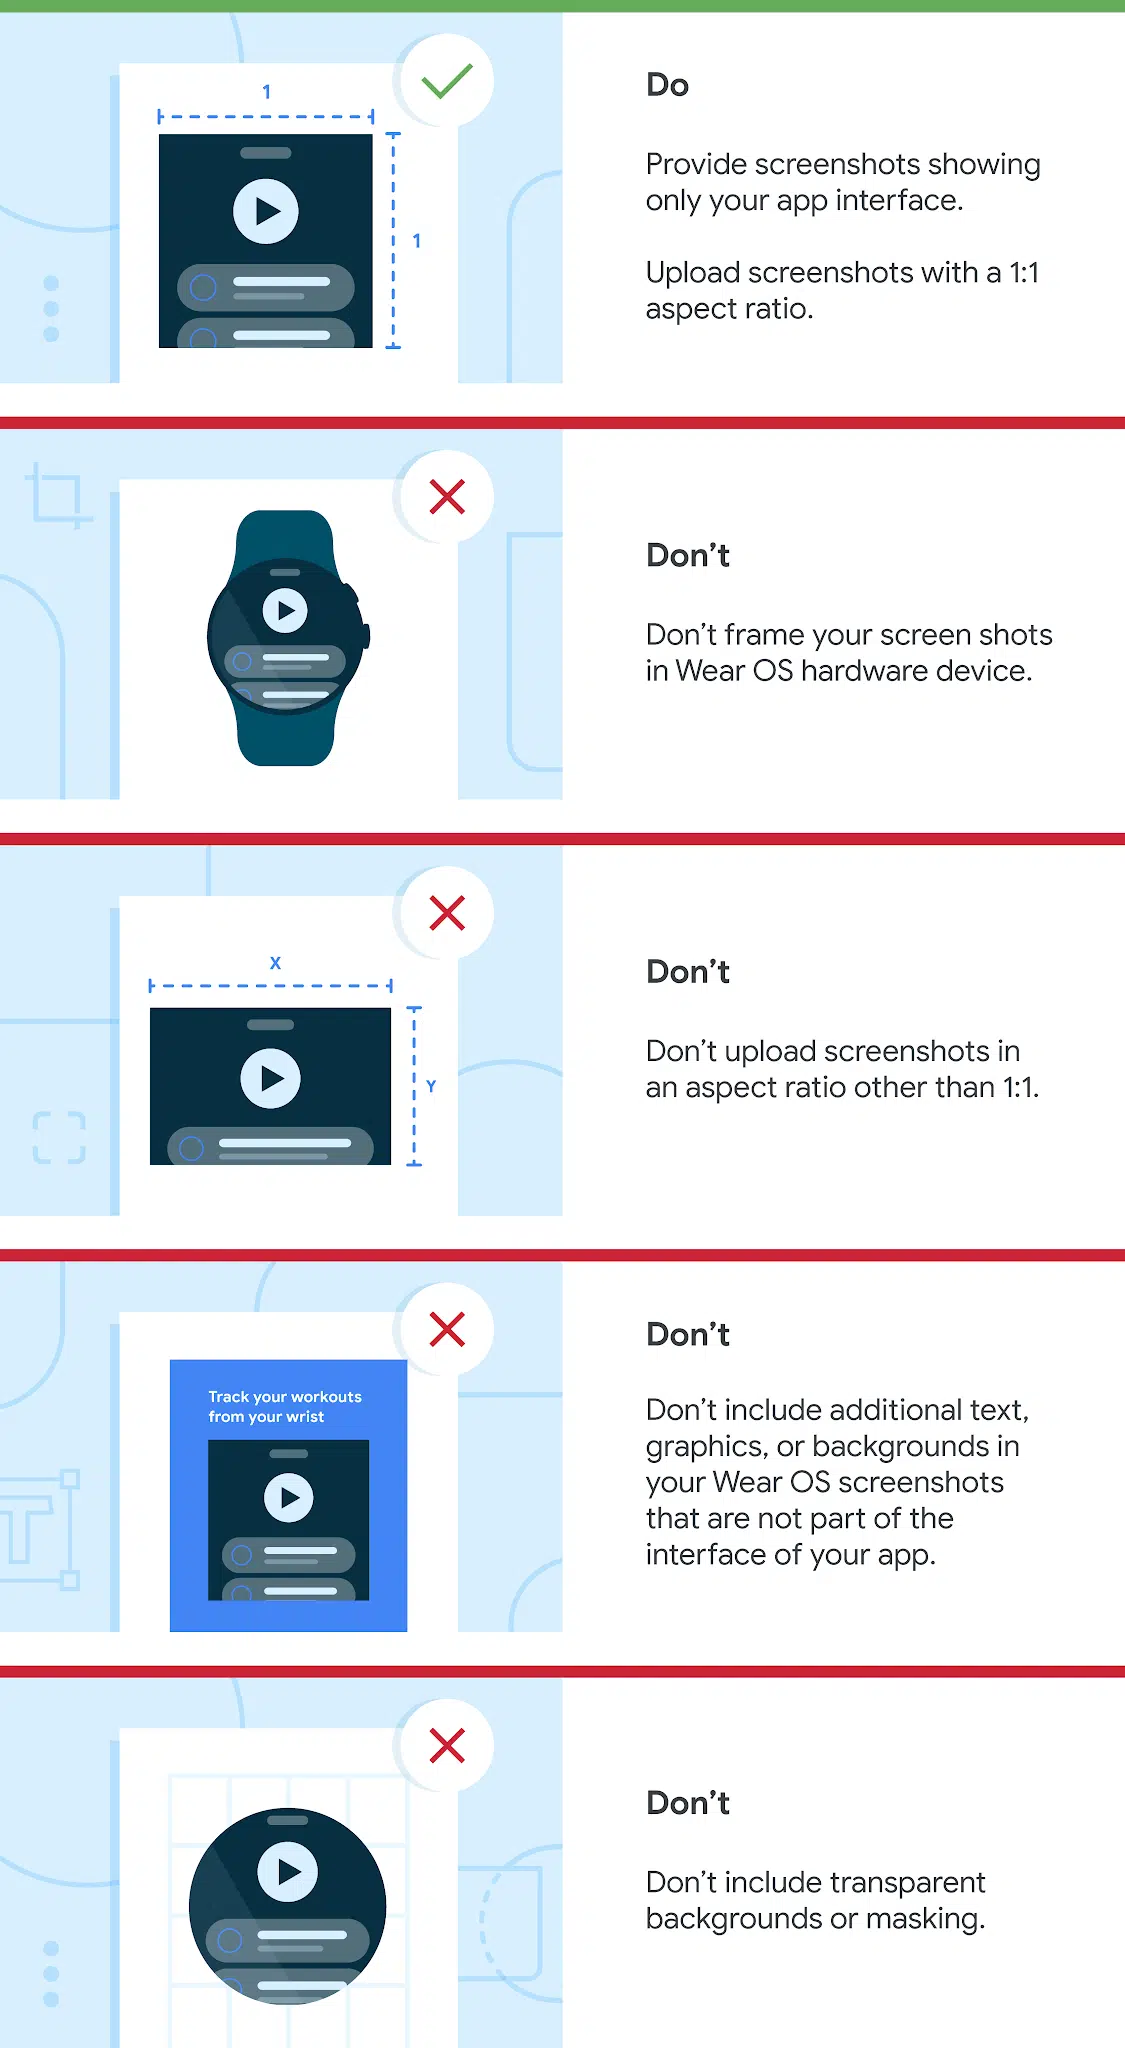 1
1
Do
Provide screenshots showing
only your app interface.
Upload screenshots with a 1:1
aspect ratio.
Don’t
Don’t frame your screen shots
in Wear OS hardware device.
X
Y
Don’t
Don’t upload screenshots in
an aspect ratio other than 1:1.
Track your workouts
from your wrist
T
Don’t
Don’t include additional text,
graphics, or backgrounds in
your Wear OS screenshots
that are not part of the
interface of your app.
Don’t
Don’t include transparent
backgrounds or masking.